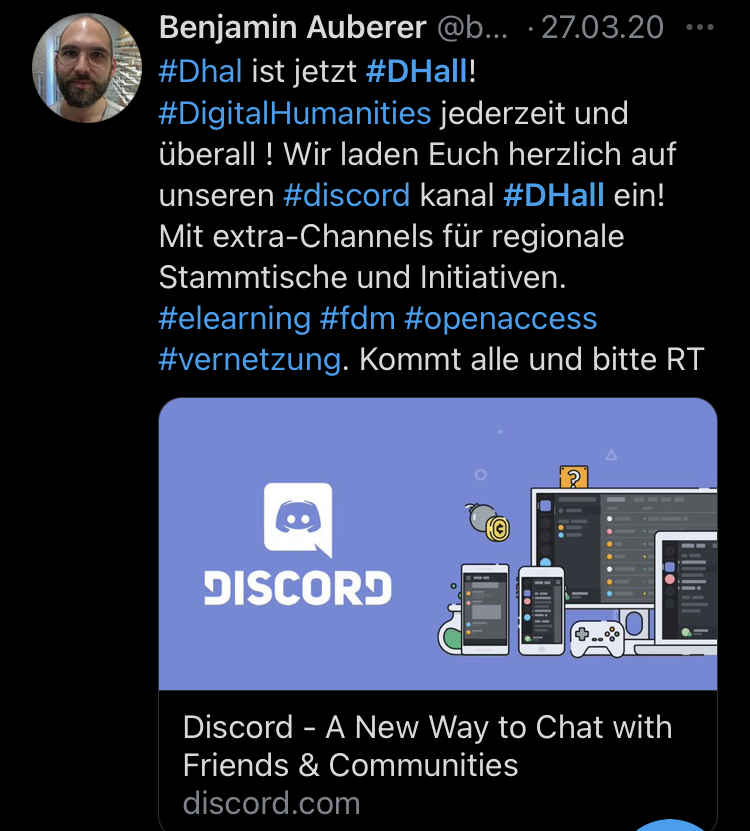 Benjamin Auberer @b... · 27.03.20 ...
#Dhal ist jetzt #DHall!
#DigitalHumanities jederzeit und
überall ! Wir laden Euch herzlich auf
unseren #discord kanal #DHall ein!
Mit extra-Channels für regionale
Stammtische und Initiativen.
#elearning #fdm #openaccess
#vernetzung. Kommt alle und bitte RT
?
DISCORD
Discord - A New Way to Chat with
Friends & Communities
discord.com